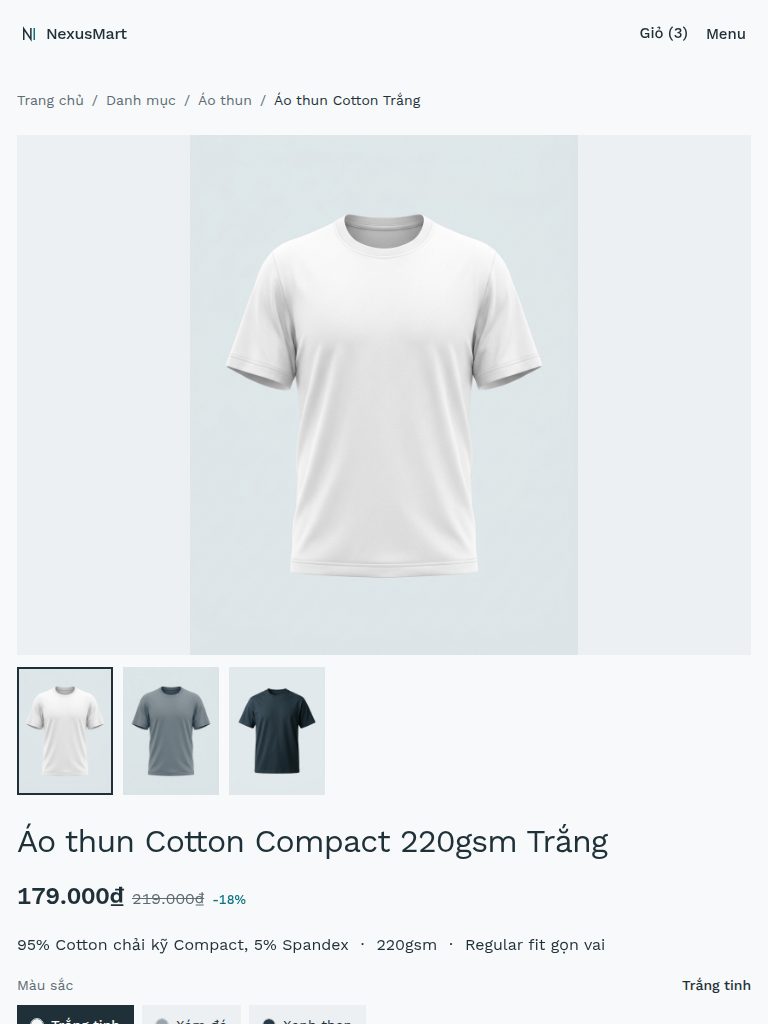 NexusMart
Giỏ (3) Menu
Trang chủ / Danh mục / Áo thun / Áo thun Cotton Trắng
Áo thun Cotton Compact 220gsm Trắng
179.000₫ 219.000₫ -18%
95% Cotton chải kỹ Compact, 5% Spandex · 220gsm · Regular fit gọn vai
Màu sắc Trắng tinh
Trắng tinh